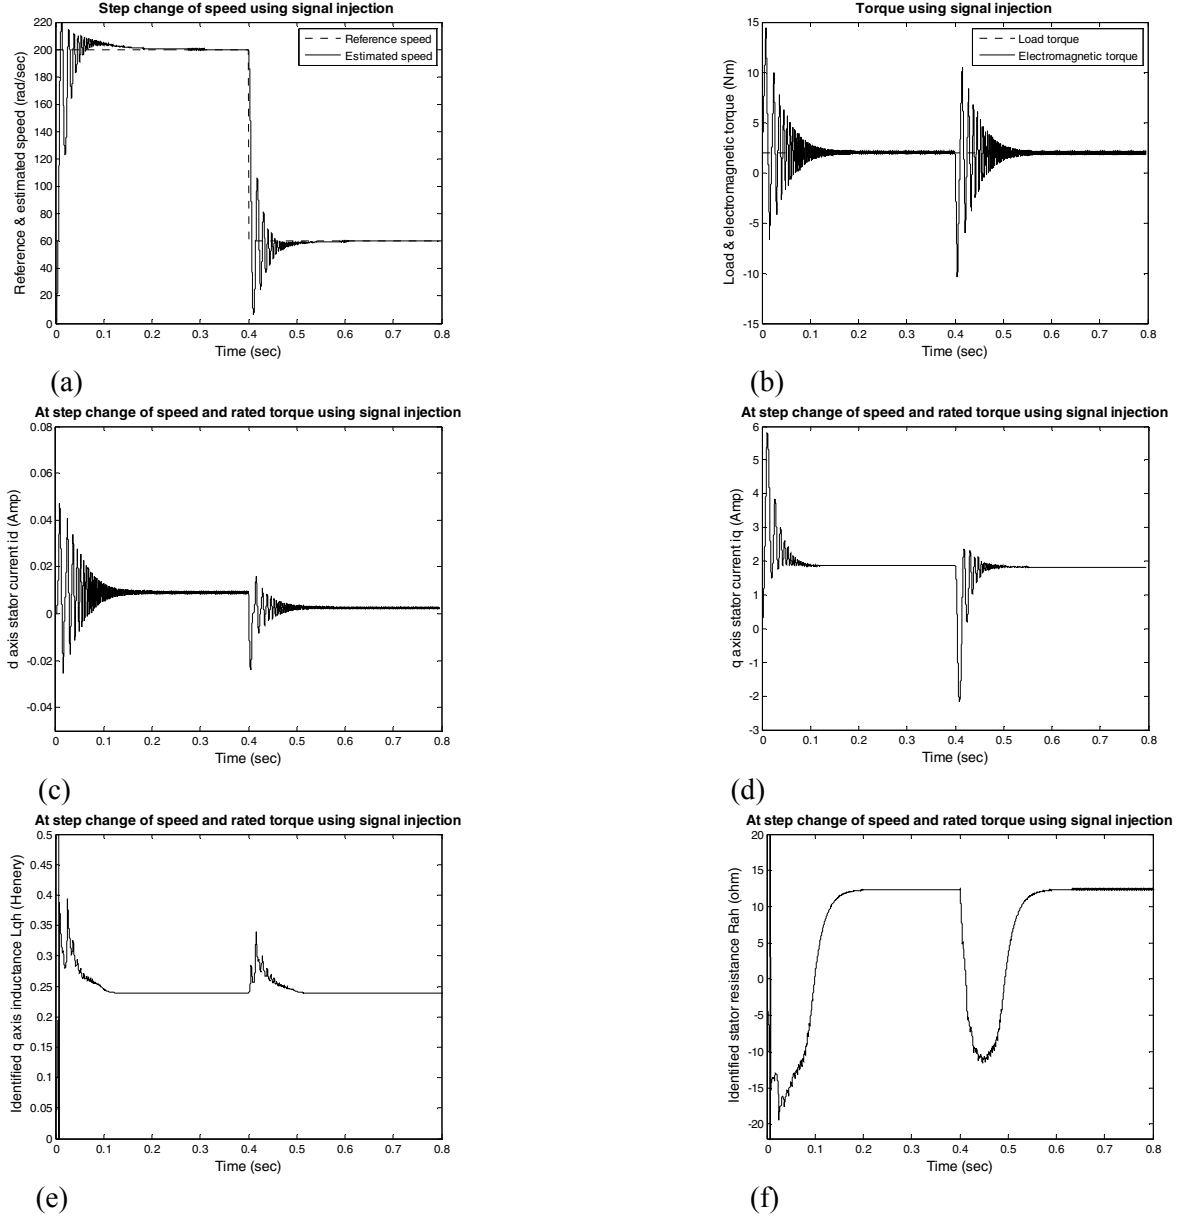 Step change of speed using signal injection
220
200
180
160
140
120
100
80
60
40
20
0
Reference & estimated speed (rad/sec)
Reference speed
Estimated speed
0 0.1 0.2 0.3 0.4 0.5 0.6 0.7 0.8
Time (sec)
(a)
Torque using signal injection
15
10
5
0
-5
-10
-15
Load & electromagnetic torque (Nm)
Load torque
Electromagnetic torque
0 0.1 0.2 0.3 0.4 0.5 0.6 0.7 0.8
Time (sec)
(b)
At step change of speed and rated torque using signal injection
0.08
0.06
0.04
0.02
0
-0.02
-0.04
d axis stator current id (Amp)
0 0.1 0.2 0.3 0.4 0.5 0.6 0.7 0.8
Time (sec)
(c)
At step change of speed and rated torque using signal injection
6
5
4
3
2
1
0
-1
-2
-3
q axis stator current iq (Amp)
0 0.1 0.2 0.3 0.4 0.5 0.6 0.7 0.8
Time (sec)
(d)
At step change of speed and rated torque using signal injection
0.5
0.45
0.4
0.35
0.3
0.25
0.2
0.15
0.1
0.05
0
Identified q axis inductance Lqh (Henery)
0 0.1 0.2 0.3 0.4 0.5 0.6 0.7 0.8
Time (sec)
(e)
At step change of speed and rated torque using signal injection
20
15
10
5
0
-5
-10
-15
-20
Identified stator resistance Rah (ohm)
0 0.1 0.2 0.3 0.4 0.5 0.6 0.7 0.8
Time (sec)
(f)